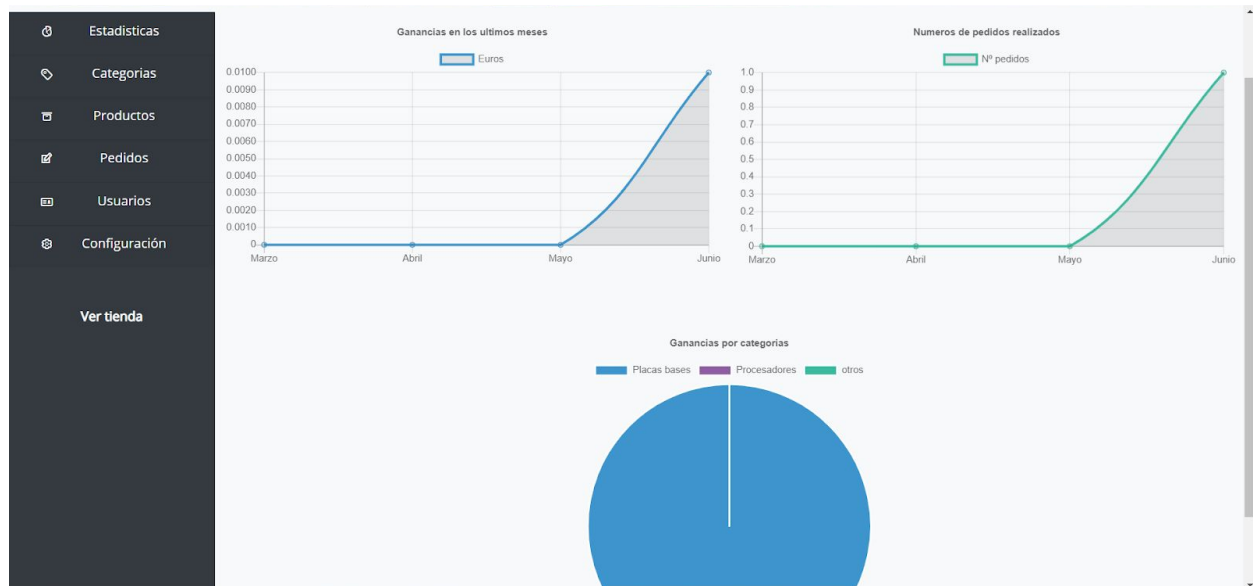 Estadisticas
Categorias
Productos
Pedidos
Usuarios
Configuración
Ver tienda
Ganancias en los ultimos meses
Euros
0.0100
0.0090
0.0080
0.0070
0.0060
0.0050
0.0040
0.0030
0.0020
0.0010
0
Marzo Abril Mayo Junio
Numeros de pedidos realizados
Nº pedidos
1.0
0.9
0.8
0.7
0.6
0.5
0.4
0.3
0.2
0.1
0
Marzo Abril Mayo Junio
Ganancias por categorias
Placas bases Procesadores otros